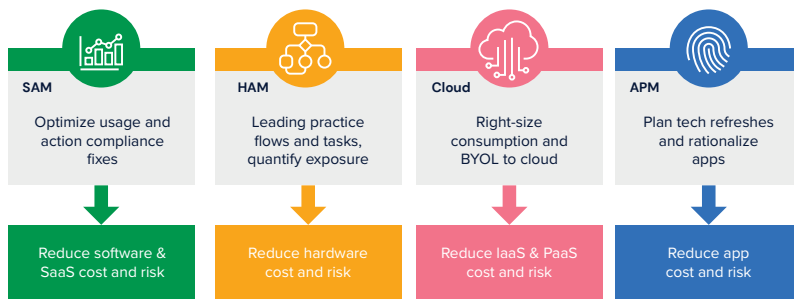 SAM
Optimize usage and
action compliance
fixes
Reduce software &
SaaS cost and risk
HAM
Leading practice
flows and tasks,
quantify exposure
Reduce hardware
cost and risk
Cloud
Right-size
consumption and
BYOL to cloud
Reduce IaaS & PaaS
cost and risk
APM
Plan tech refreshes
and rationalize
apps
Reduce app
cost and risk